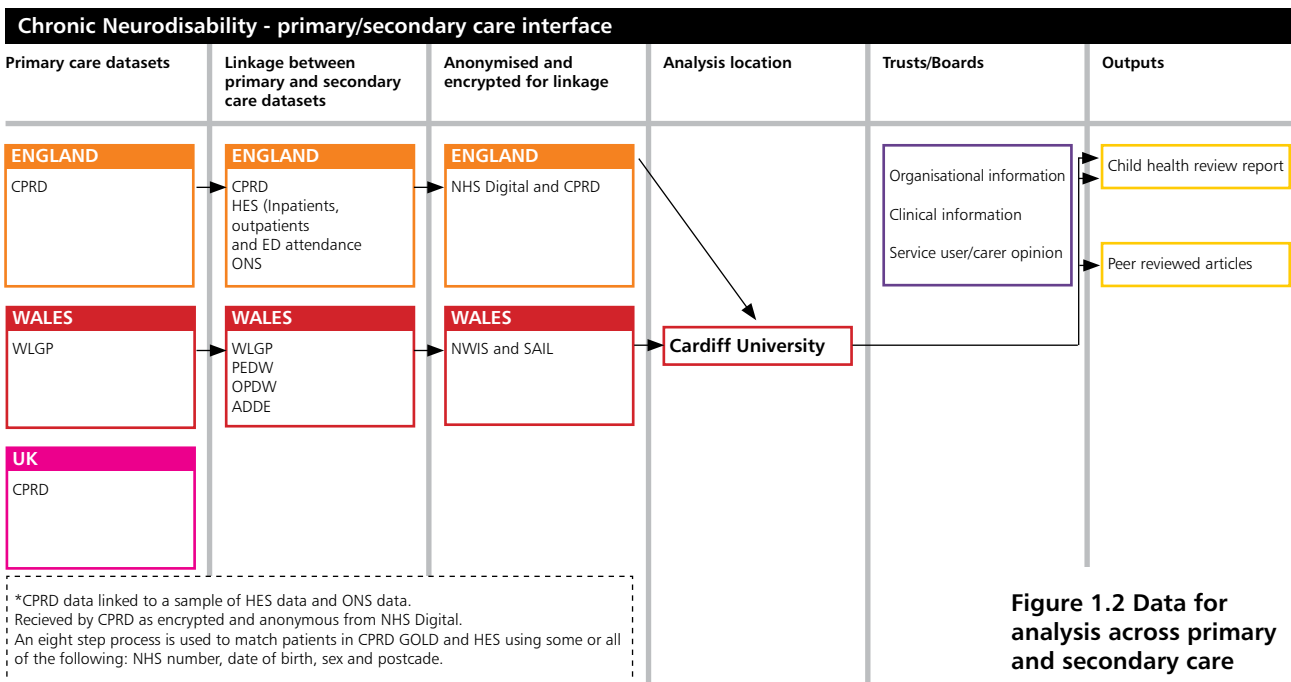 Chronic Neurodisability - primary/secondary care interface
Primary care datasets
Linkage between
primary and secondary
care datasets
Anonymised and
encrypted for linkage
Analysis location
Trusts/Boards
Outputs
ENGLAND
CPRD
ENGLAND
CPRD
HES (Inpatients,
outpatients
and ED attendance
ONS
ENGLAND
NHS Digital and CPRD
Organisational information
Clinical information
Service user/carer opinion
Child health review report
Peer reviewed articles
WALES
WLGP
WALES
WLGP
PEDW
OPDW
ADDE
WALES
NWIS and SAIL
Cardiff University
UK
CPRD
*CPRD data linked to a sample of HES data and ONS data.
Recieved by CPRD as encrypted and anonymous from NHS Digital.
An eight step process is used to match patients in CPRD GOLD and HES using some or all
of the following: NHS number, date of birth, sex and postcade.
Figure 1.2 Data for
analysis across primary
and secondary care